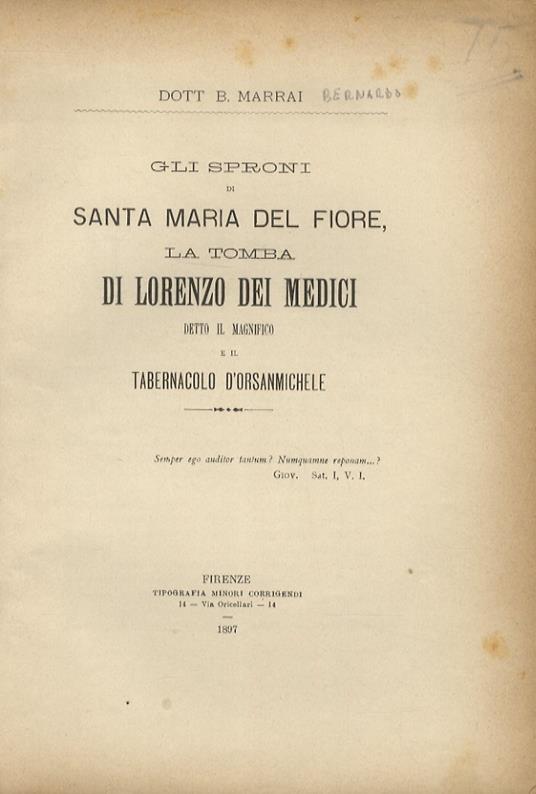 DOTT B. MARRAI BERNARDO
GLI SPRONI
DI
SANTA MARIA DEL FIORE,
LA TOMBA
DI LORENZO DEI MEDICI
DETTO IL MAGNIFICO
E IL
TABERNACOLO D'ORSANMICHELE
Semper ego auditor tantum? Numquamne reponam...?
GIOV. Sat. I, V. I.
FIRENZE
TIPOGRAFIA MINORI CORRIGENDI
14 — Via Oricellari — 14
1897